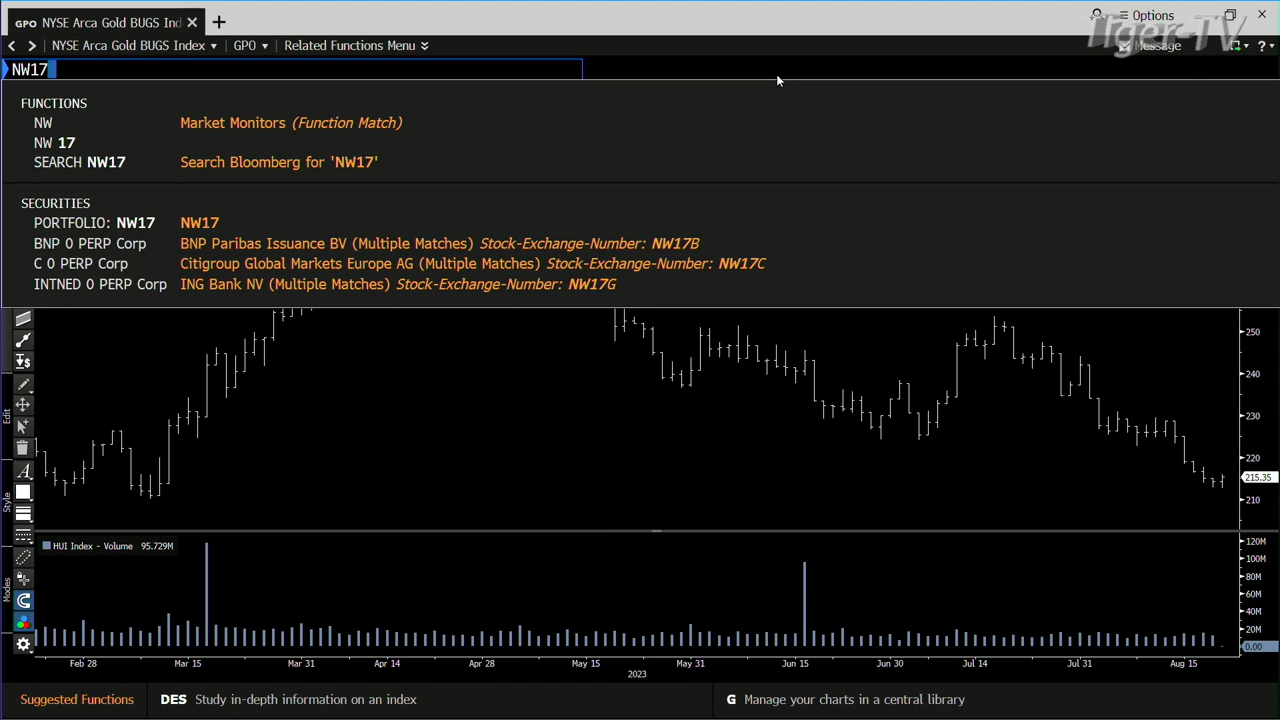 GPO NYSE Arca Gold BUGS Ind
Options
Tiger-TV
NYSE Arca Gold BUGS Index
GPO
Related Functions Menu
Message
?
NW17
FUNCTIONS
NW Market Monitors (Function Match)
NW 17
SEARCH NW17 Search Bloomberg for 'NW17'
SECURITIES
PORTFOLIO: NW17 NW17
BNP 0 PERP Corp BNP Paribas Issuance BV (Multiple Matches) Stock-Exchange-Number: NW17B
C 0 PERP Corp Citigroup Global Markets Europe AG (Multiple Matches) Stock-Exchange-Number: NW17C
INTNED 0 PERP Corp ING Bank NV (Multiple Matches) Stock-Exchange-Number: NW17G
250
240
230
220
215.35
210
Edit
Style
Modes
HUI Index - Volume 95.729M
120M
100M
80M
60M
40M
20M
0.00
Feb 28 Mar 15 Mar 31 Apr 14 Apr 28 May 15 May 31 Jun 15 Jun 30 Jul 14 Jul 31 Aug 15
2023
Suggested Functions DES Study in-depth information on an index G Manage your charts in a central library